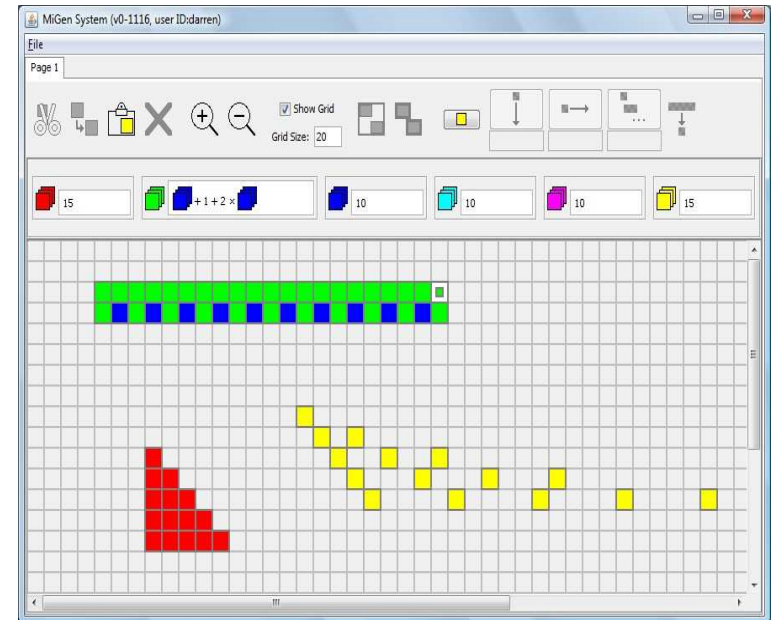 MiGen System (v0-1116, user ID:darren)
File
Page 1
Show Grid
Grid Size: 20
...
15
+ 1 + 2 ×
10
10
10
15